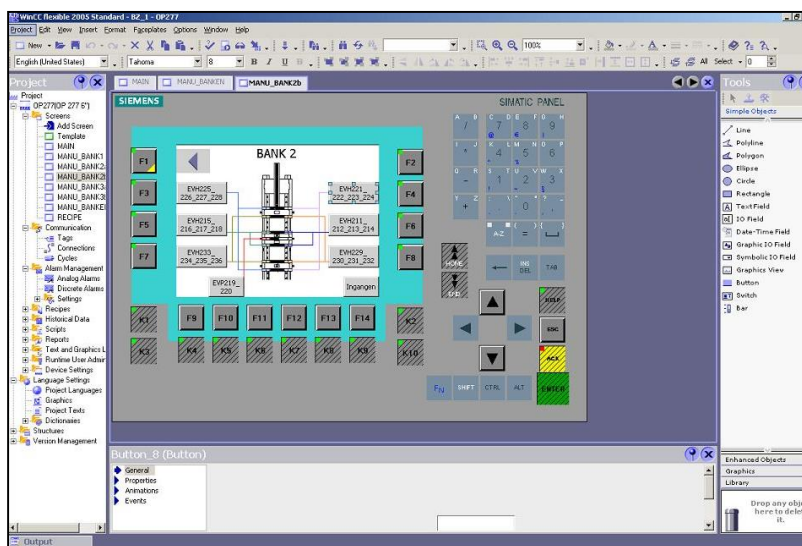 WinCC flexible 2005 Standard - BZ_1 - OP277
Project Edit View Insert Format Faceplates Options Window Help
New
100%
English (United States)
Tahoma
8
B I U
All Select
0
Project
Project
OP277(OP 277 6")
Screens
Add Screen
Template
MAIN
MANU_BANK1
MANU_BANK2
MANU_BANK2b
MANU_BANK3
MANU_BANK3b
MANU_BANKEN
RECIPE
Communication
Tags
Connections
Cycles
Alarm Management
Analog Alarms
Discrete Alarms
Settings
Recipes
Historical Data
Scripts
Reports
Text and Graphics L
Runtime User Admin
Device Settings
Language Settings
Project Languages
Graphics
Project Texts
Dictionaries
Structures
Version Management
Output
MAIN
MANU_BANKEN
MANU_BANK2b
SIEMENS
SIMATIC PANEL
BANK 2
EVH225_
226_227_228
EVH221_
222_223_224
EVH215_
216_217_218
EVH211_
212_213_214
EVH233_
234_235_236
EVH229_
230_231_232
EVP219_
220
Ingangen
F1
F2
F3
F4
F5
F6
F7
F8
F9 F10 F11 F12 F13 F14
K1
K2
K3
K4 K5 K6 K7 K8 K9
K10
A B C D E F G H
/ 7 8 9
* 4 5 6
- 1 2 3
Y Z
+ . 0 .
A-Z = 
HOME
END
INS
DEL
TAB
HELP
ESC
ACK
FN SHIFT CTRL ALT ENTER
Button_8 (Button)
General
Properties
Animations
Events
Tools
Simple Objects
Line
Polyline
Polygon
Ellipse
Circle
Rectangle
TextField
IO Field
Date-Time Field
Graphic IO Field
Symbolic IO Field
Graphics View
Button
Switch
Bar
Enhanced Objects
Graphics
Library
Drop any obje
here to delet
it.